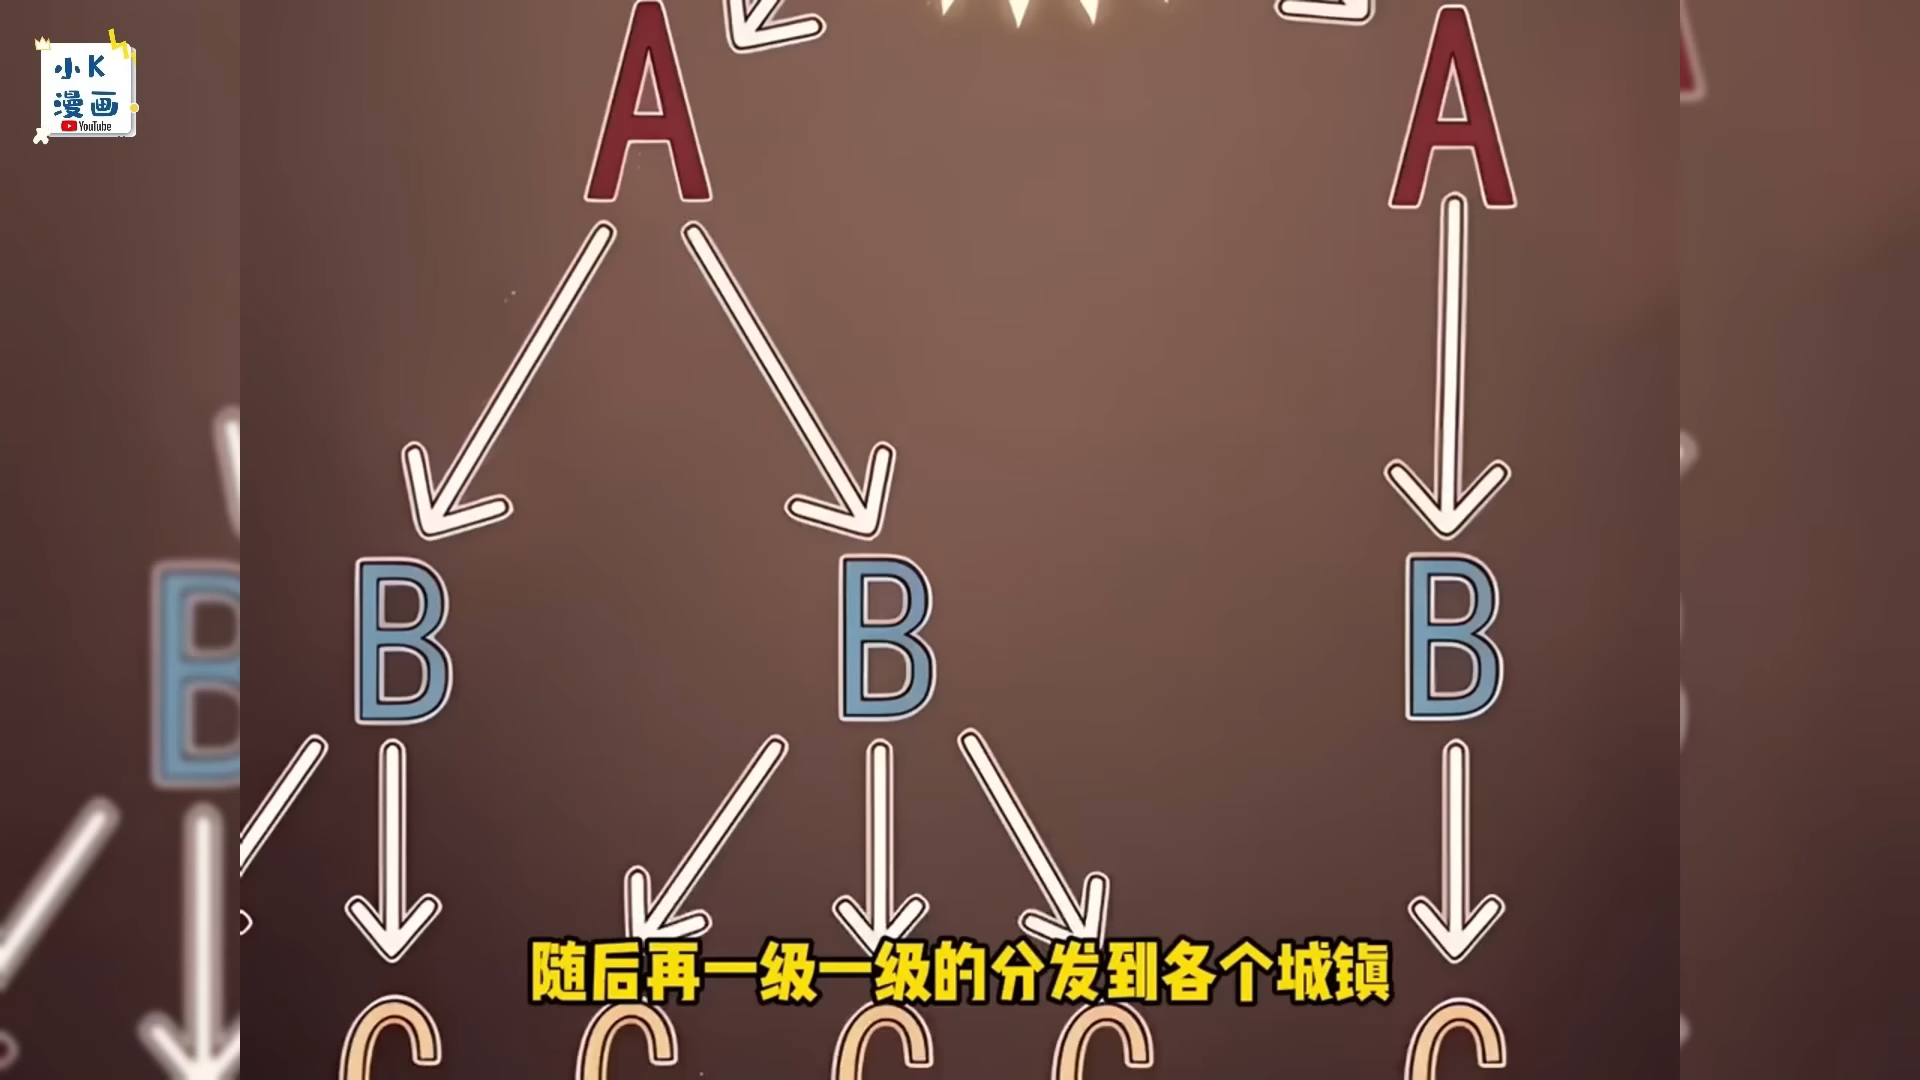 小K
漫画
YouTube
A A
B B B
C C C C C
随后再一级一级的分发到各个城镇